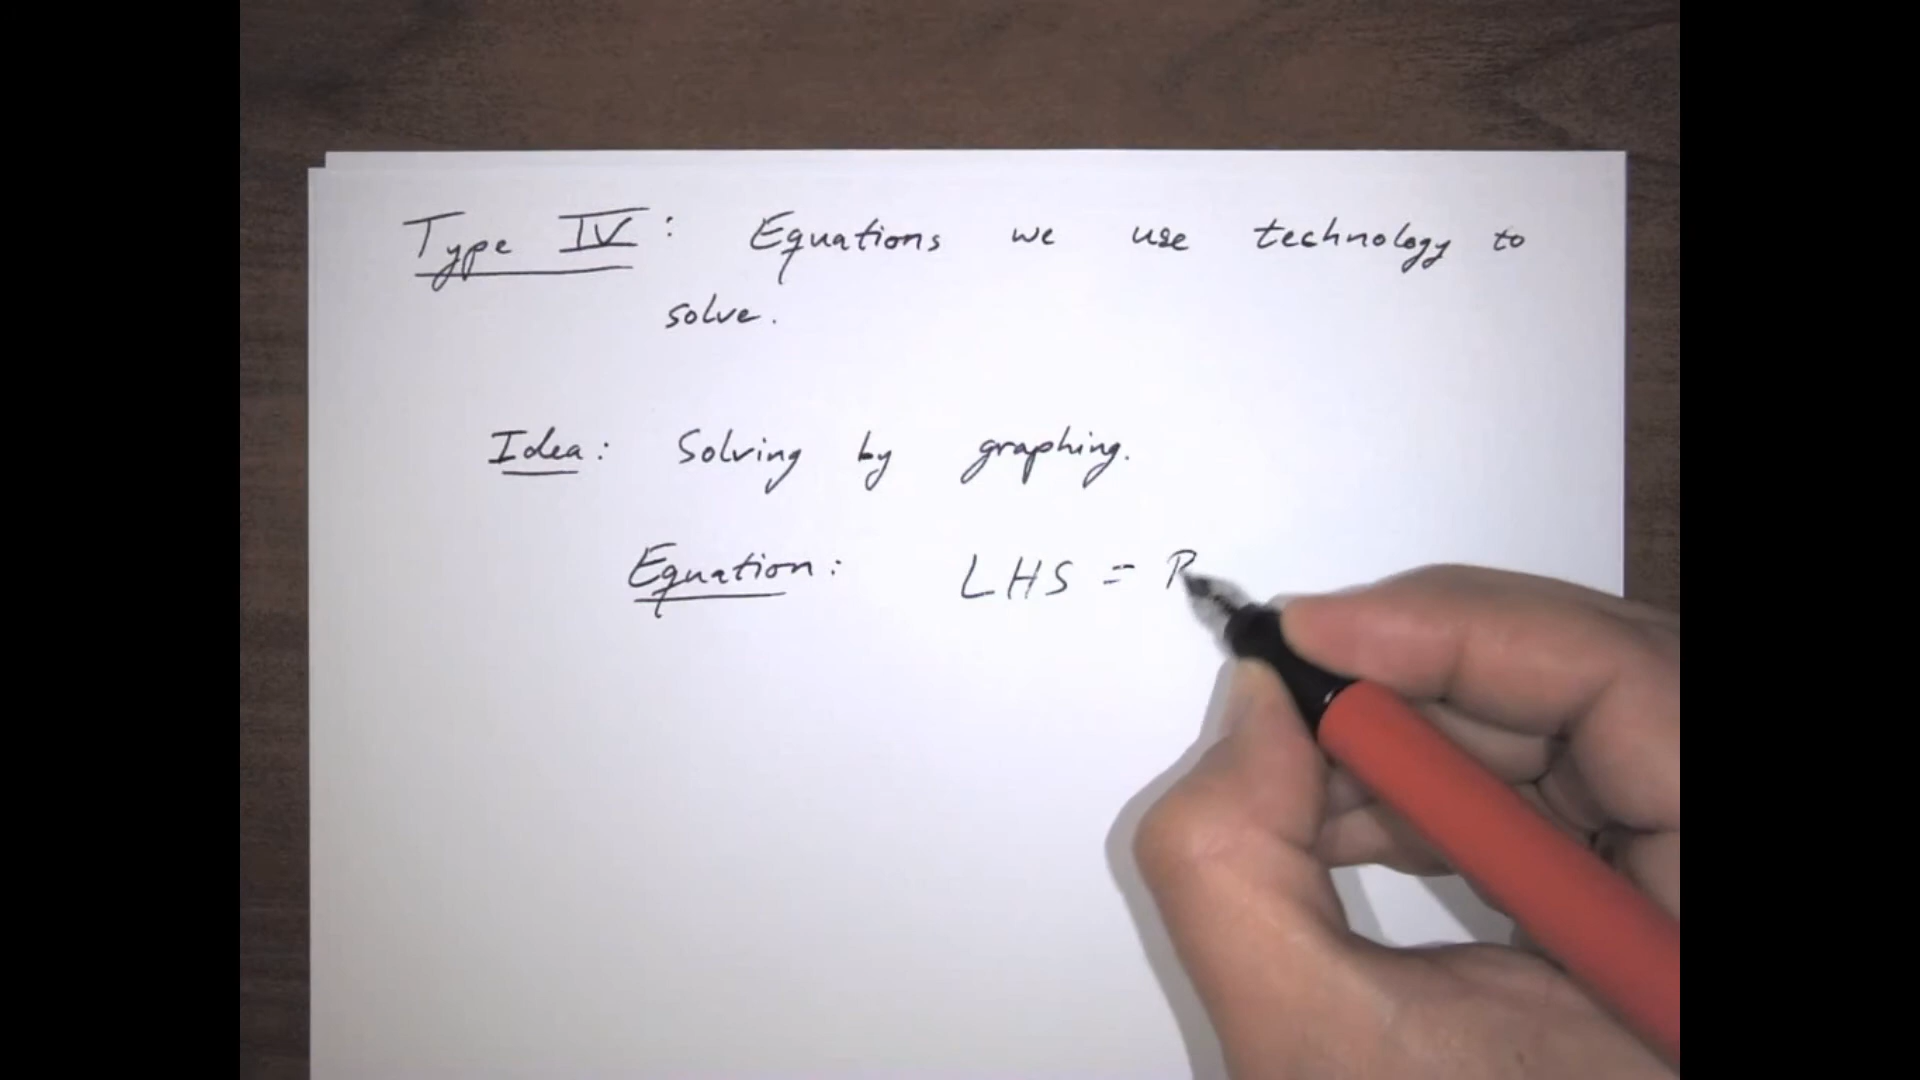 Type IV: Equations we use technology to
solve.
Idea: Solving by graphing.
Equation: LHS = R